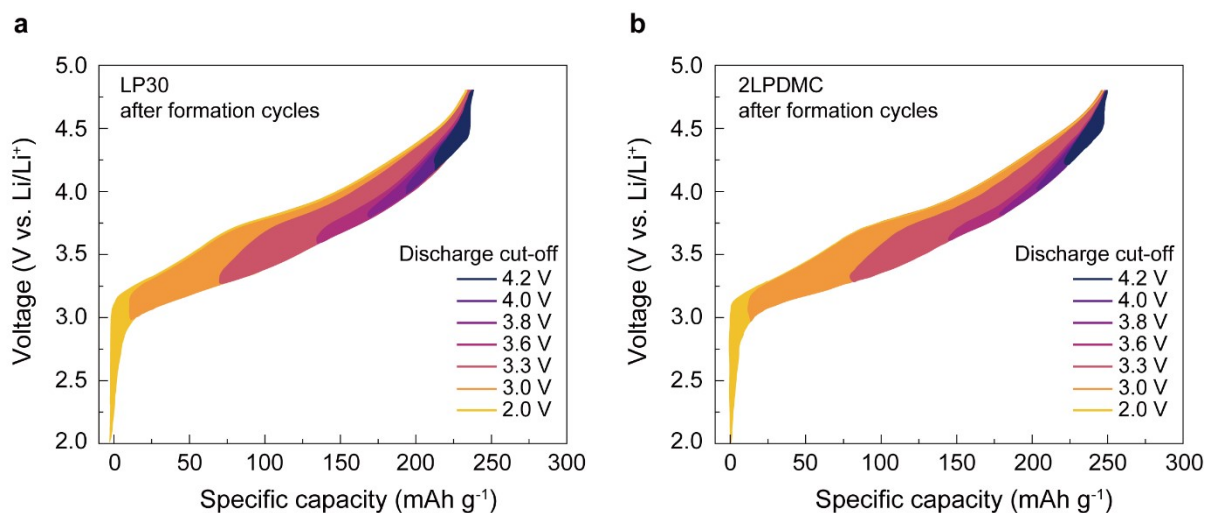 a
LP30
after formation cycles
Voltage (V vs. Li/Li⁺)
5.0
4.5
4.0
3.5
3.0
2.5
2.0
Discharge cut-off
4.2 V
4.0 V
3.8 V
3.6 V
3.3 V
3.0 V
2.0 V
0 50 100 150 200 250 300
Specific capacity (mAh g⁻¹)
b
2LPDMC
after formation cycles
Voltage (V vs. Li/Li⁺)
5.0
4.5
4.0
3.5
3.0
2.5
2.0
Discharge cut-off
4.2 V
4.0 V
3.8 V
3.6 V
3.3 V
3.0 V
2.0 V
0 50 100 150 200 250 300
Specific capacity (mAh g⁻¹)